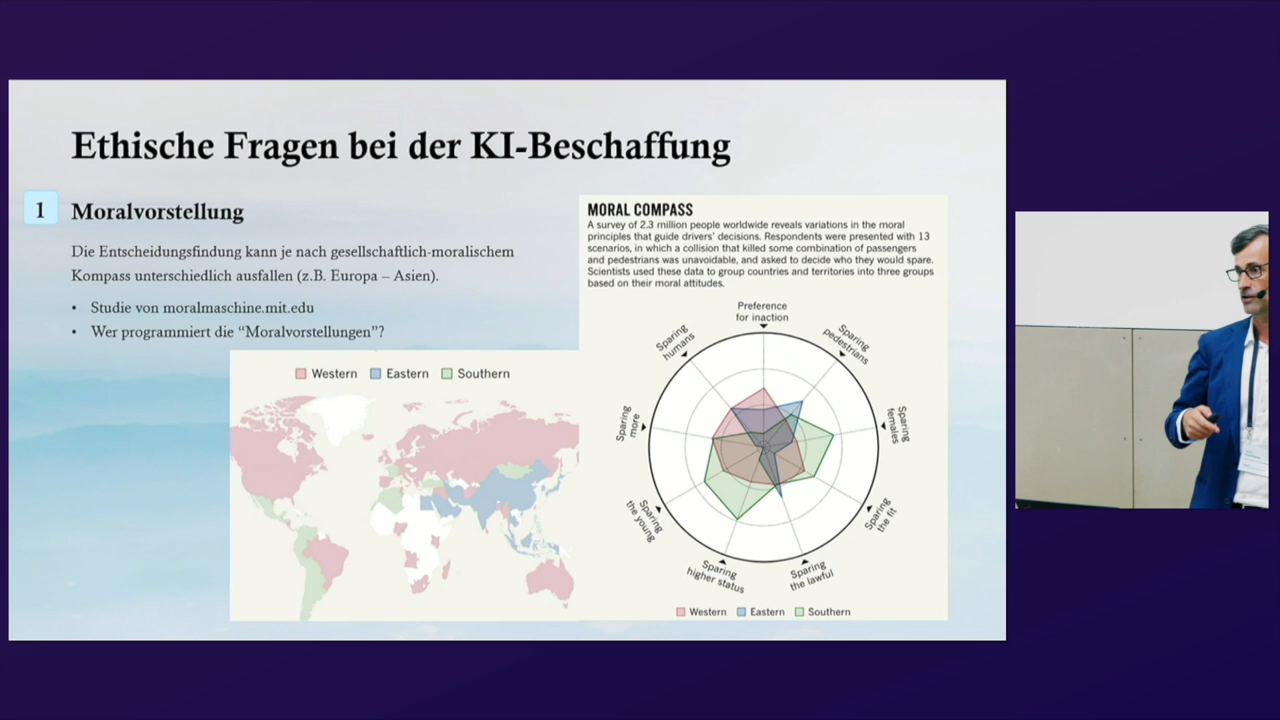 Ethische Fragen bei der KI-Beschaffung
1
Moralvorstellung
Die Entscheidungsfindung kann je nach gesellschaftlich-moralischem
Kompass unterschiedlich ausfallen (z.B. Europa – Asien).
• Studie von moralmaschine.mit.edu
• Wer programmiert die “Moralvorstellungen”?
Western Eastern Southern
MORAL COMPASS
A survey of 2.3 million people worldwide reveals variations in the moral
principles that guide drivers' decisions. Respondents were presented with 13
scenarios, in which a collision that killed some combination of passengers
and pedestrians was unavoidable, and asked to decide who they would spare.
Scientists used these data to group countries and territories into three groups
based on their moral attitudes.
Preference
for inaction
Sparing
pedestrians
Sparing
females
Sparing
the fit
Sparing
the lawful
Sparing
higher status
Sparing
the young
Sparing
more
Sparing
humans
Western Eastern Southern